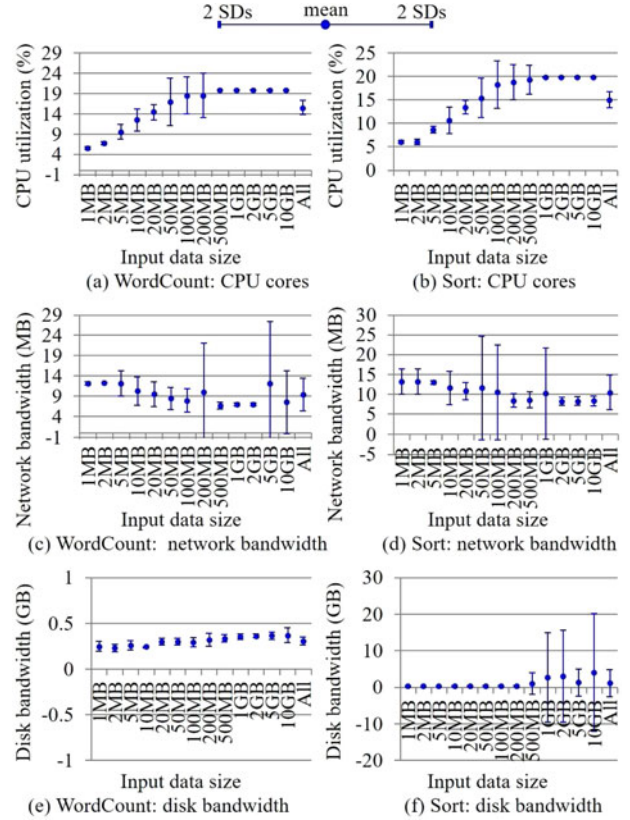 2 SDs mean 2 SDs
CPU utilization (%)
29
24
19
14
9
4
-1
1MB
2MB
5MB
10MB
20MB
50MB
100MB
200MB
500MB
1GB
2GB
5GB
10GB
All
Input data size
(a) WordCount: CPU cores
CPU utilization (%)
25
20
15
10
5
0
1MB
2MB
5MB
10MB
20MB
50MB
100MB
200MB
500MB
1GB
2GB
5GB
10GB
All
Input data size
(b) Sort: CPU cores
Network bandwidth (MB)
29
24
19
14
9
4
-1
1MB
2MB
5MB
10MB
20MB
50MB
100MB
200MB
500MB
1GB
2GB
5GB
10GB
All
Input data size
(c) WordCount: network bandwidth
Network bandwidth (MB)
30
25
20
15
10
5
0
-5
1MB
2MB
5MB
10MB
20MB
50MB
100MB
200MB
500MB
1GB
2GB
5GB
10GB
All
Input data size
(d) Sort: network bandwidth
Disk bandwidth (GB)
1
0.5
0
-0.5
-1
1MB
2MB
5MB
10MB
20MB
50MB
100MB
200MB
500MB
1GB
2GB
5GB
10GB
All
Input data size
(e) WordCount: disk bandwidth
Disk bandwidth (GB)
30
20
10
0
-10
-20
1MB
2MB
5MB
10MB
20MB
50MB
100MB
200MB
500MB
1GB
2GB
5GB
10GB
All
Input data size
(f) Sort: disk bandwidth